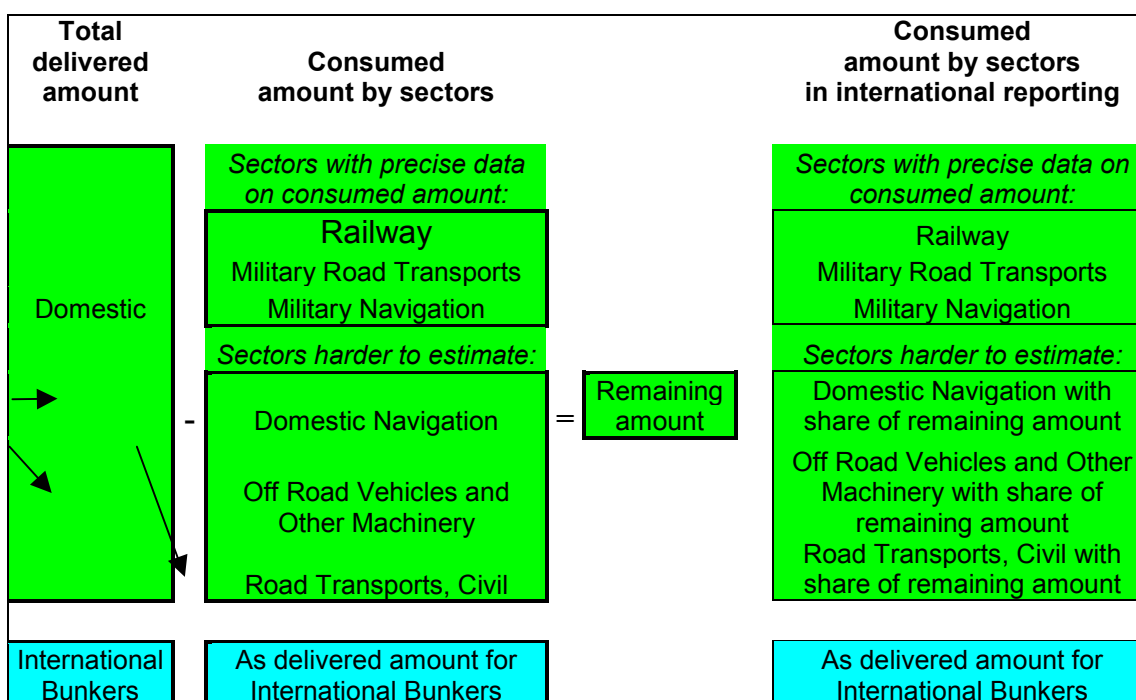 Total
delivered
amount
Consumed
amount by sectors
Consumed
amount by sectors
in international reporting
Domestic
Sectors with precise data
on consumed amount:
Railway
Military Road Transports
Military Navigation
Sectors harder to estimate:
-
Domestic Navigation
Off Road Vehicles and
Other Machinery
Road Transports, Civil
=
Remaining
amount
Sectors with precise data on
consumed amount:
Railway
Military Road Transports
Military Navigation
Sectors harder to estimate:
Domestic Navigation with
share of remaining amount
Off Road Vehicles and Other
Machinery with share of
remaining amount
Road Transports, Civil with
share of remaining amount
International
Bunkers
As delivered amount for
International Bunkers
As delivered amount for
International Bunkers